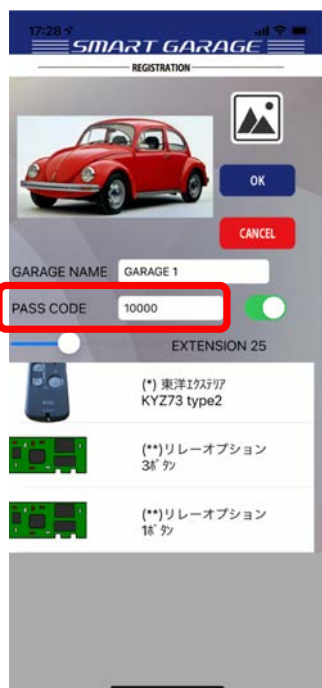 17:28
SMART GARAGE
REGISTRATION
OK
CANCEL
GARAGE NAME GARAGE 1
PASS CODE 10000
EXTENSION 25
(*) 東洋ｴｸｽﾃﾘｱ
KYZ73 type2
(**)リレーオプション
3ﾎﾞﾀﾝ
(**)リレーオプション
1ﾎﾞﾀﾝ